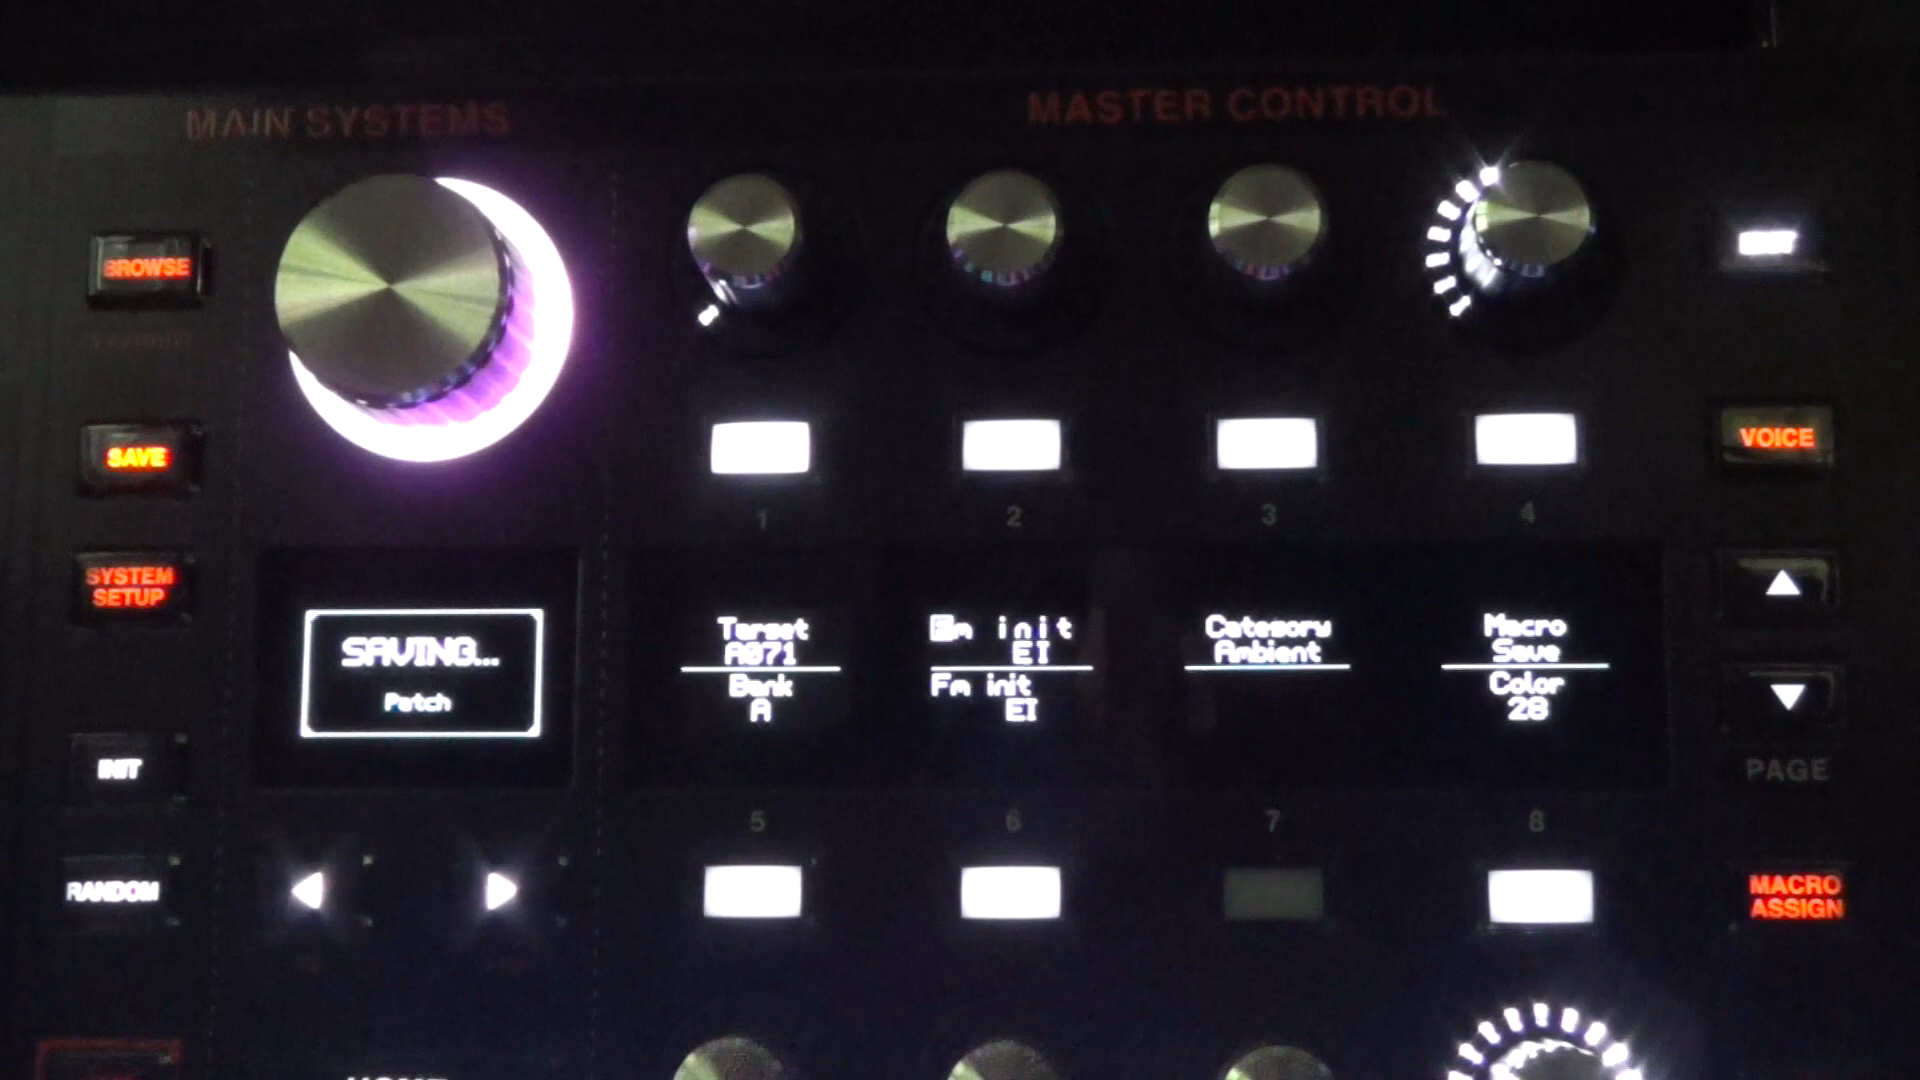 MAIN SYSTEMS
MASTER CONTROL
BROWSE
SAVE
VOICE
1 2 3 4
SYSTEM
SETUP
SAVING...
Patch
Target
A071
Bank
A
Fm init
EI
Fm init
EI
Category
Ambient
Macro
Save
Color
28
INIT
PAGE
5 6 7 8
RANDOM
MACRO
ASSIGN